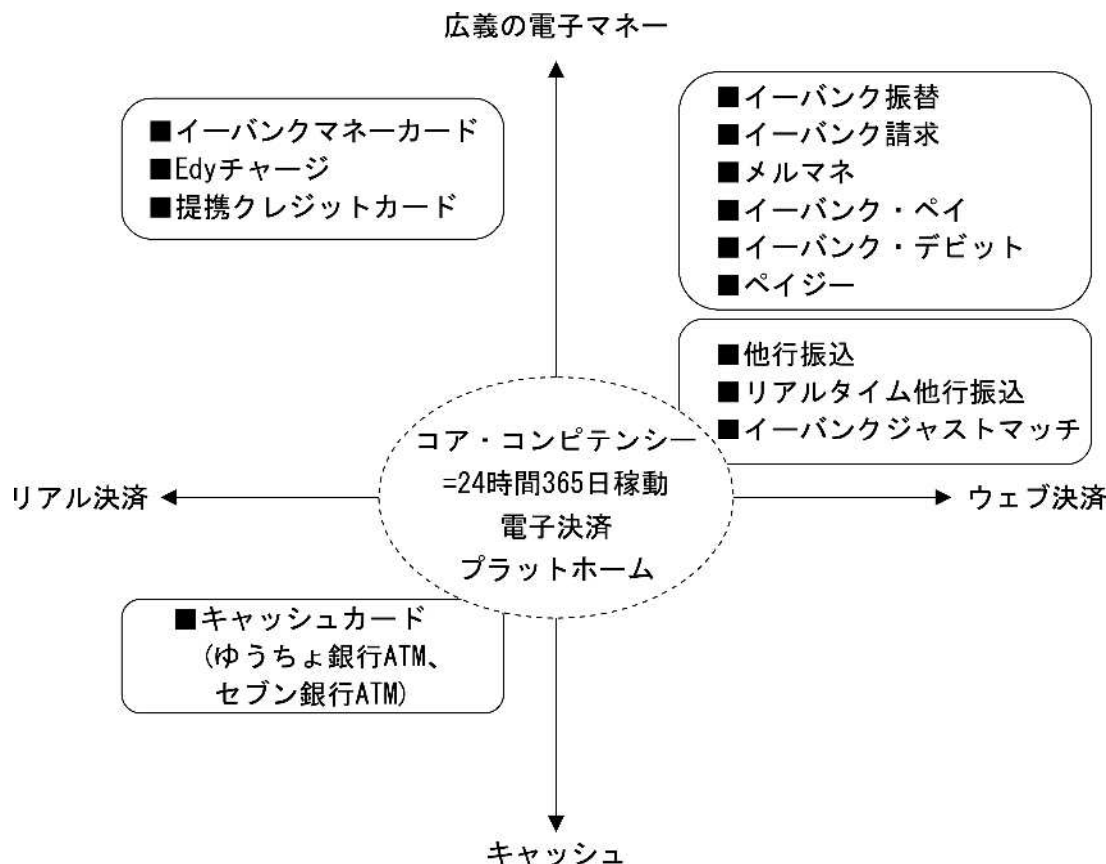 広義の電子マネー
■イーバンクマネーカード
■Edyチャージ
■提携クレジットカード
■イーバンク振替
■イーバンク請求
■メルマネ
■イーバンク・ペイ
■イーバンク・デビット
■ペイジー
■他行振込
■リアルタイム他行振込
■イーバンクジャストマッチ
コア・コンピテンシー
=24時間365日稼動
電子決済
プラットホーム
リアル決済
ウェブ決済
■キャッシュカード
(ゆうちょ銀行ATM、
セブン銀行ATM)
キャッシュ